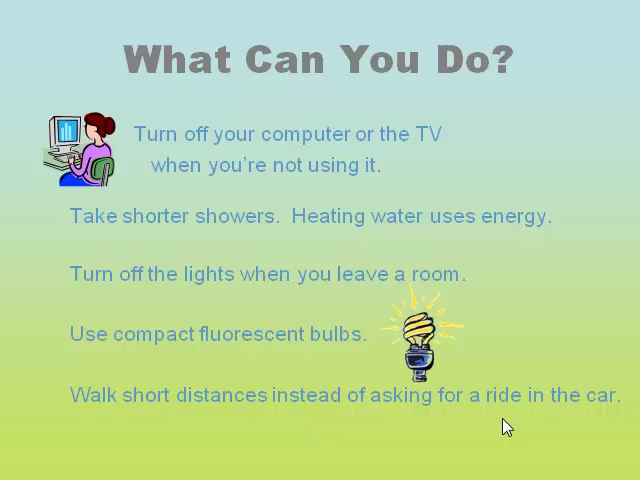 What Can You Do?
Turn off your computer or the TV
when you're not using it.
Take shorter showers.  Heating water uses energy.
Turn off the lights when you leave a room.
Use compact fluorescent bulbs.
Walk short distances instead of asking for a ride in the car.